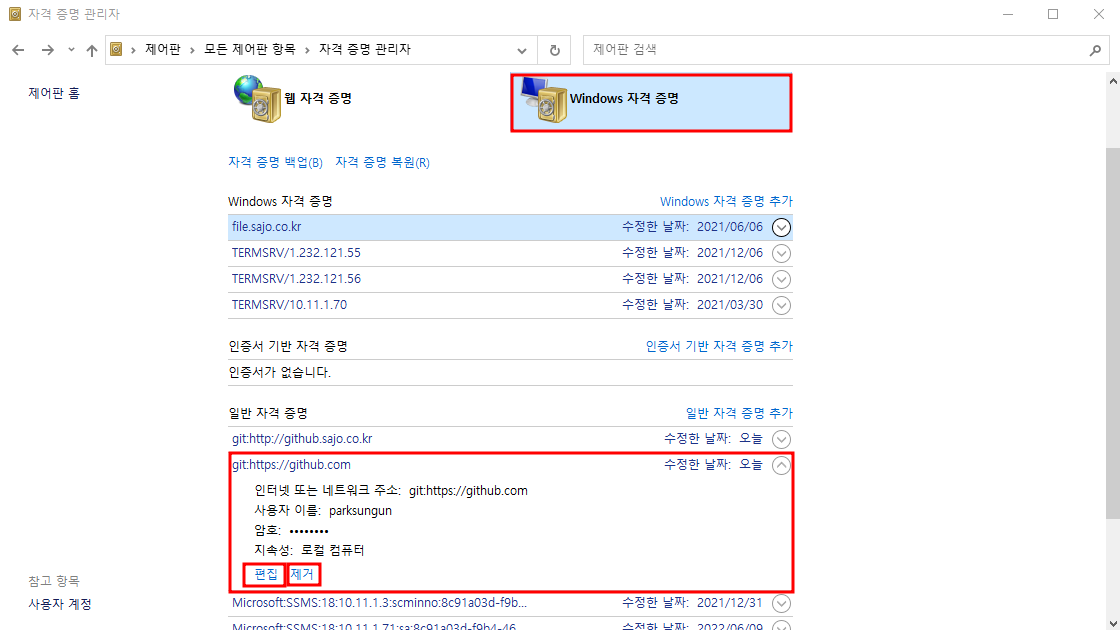 자격 증명 관리자
제어판 › 모든 제어판 항목 › 자격 증명 관리자
제어판 검색
제어판 홈
웹 자격 증명
Windows 자격 증명
자격 증명 백업(B) 자격 증명 복원(R)
Windows 자격 증명 Windows 자격 증명 추가
file.sajo.co.kr 수정한 날짜: 2021/06/06
TERMSRV/1.232.121.55 수정한 날짜: 2021/12/06
TERMSRV/1.232.121.56 수정한 날짜: 2021/12/06
TERMSRV/10.11.1.70 수정한 날짜: 2021/03/30
인증서 기반 자격 증명 인증서 기반 자격 증명 추가
인증서가 없습니다.
일반 자격 증명 일반 자격 증명 추가
git:http://github.sajo.co.kr 수정한 날짜: 오늘
git:https://github.com 수정한 날짜: 오늘
인터넷 또는 네트워크 주소: git:https://github.com
사용자 이름: parksungun
암호: ••••••••
지속성: 로컬 컴퓨터
편집 제거
참고 항목
사용자 계정
Microsoft:SSMS:18:10.11.1.3:scminno:8c91a03d-f9b... 수정한 날짜: 2021/12/31
Microsoft:SSMS:18:10.11.1.71:sa:8c91a03d-f9b4-46... 수정한 날짜: 2022/06/09